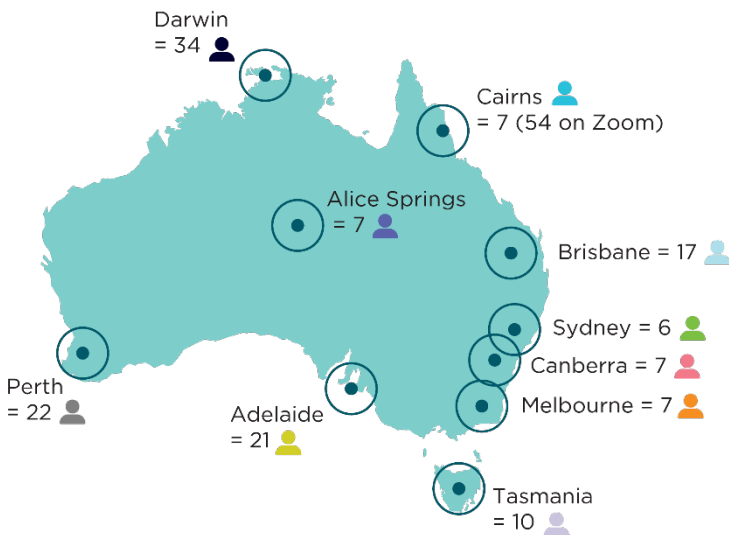 Darwin
= 34
Cairns
= 7 (54 on Zoom)
Alice Springs
= 7
Brisbane = 17
Sydney = 6
Canberra = 7
Perth
= 22
Adelaide
= 21
Melbourne = 7
Tasmania
= 10